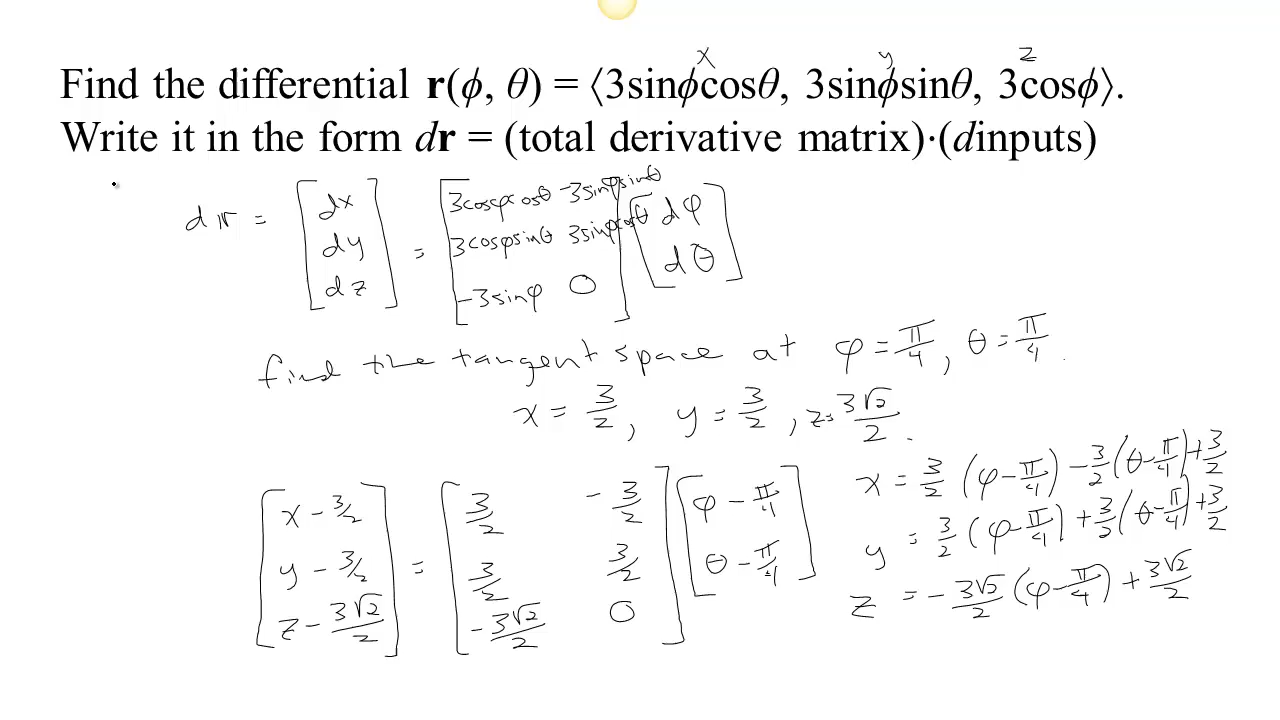 x y z
Find the differential r(ϕ, θ) = ⟨3sinϕcosθ, 3sinϕsinθ, 3cosϕ⟩.
Write it in the form dr = (total derivative matrix)·(dinputs)
dr = [dx dy dz] = [3cosφcosθ -3sinφsinθ
3cosφsinθ 3sinφcosθ
-3sinφ 0] [dφ dθ]
find the tangent space at φ = π/4, θ = π/4.
x = 3/2, y = 3/2, z = 3√2/2.
[x - 3/2 y - 3/2 z - 3√2/2] = [3/2 -3/2
3/2 3/2
-3√2/2 0] [φ - π/4 θ - π/4]
x = 3/2 (φ - π/4) - 3/2 (θ - π/4) + 3/2
y = 3/2 (φ - π/4) + 3/2 (θ - π/4) + 3/2
z = - 3√2/2 (φ - π/4) + 3√2/2